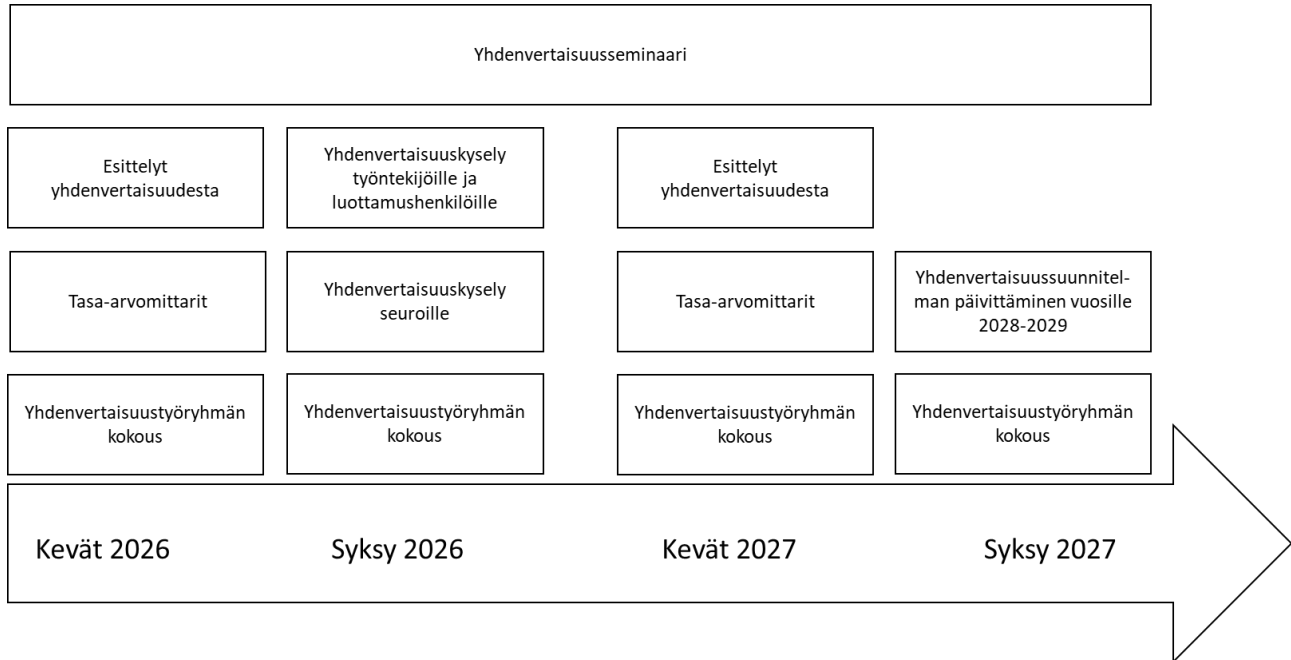 Yhdenvertaisuusseminaari
Esittelyt
yhdenvertaisuudesta
Yhdenvertaisuuskysely
työntekijöille ja
luottamushenkilöille
Esittelyt
yhdenvertaisuudesta
Tasa-arvomittarit
Yhdenvertaisuuskysely
seuroille
Tasa-arvomittarit
Yhdenvertaisuussuunnitel-
man päivittäminen vuosille
2028-2029
Yhdenvertaisuustyöryhmän
kokous
Yhdenvertaisuustyöryhmän
kokous
Yhdenvertaisuustyöryhmän
kokous
Yhdenvertaisuustyöryhmän
kokous
Kevät 2026
Syksy 2026
Kevät 2027
Syksy 2027